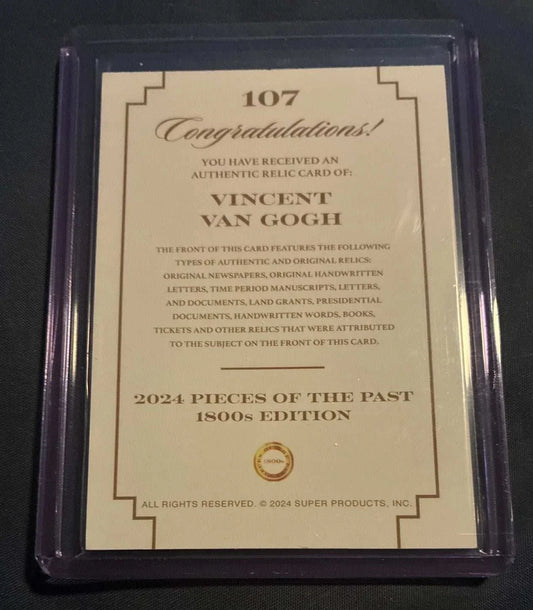 107
Congratulations!
YOU HAVE RECEIVED AN
AUTHENTIC RELIC CARD OF:
VINCENT
VAN GOGH
THE FRONT OF THIS CARD FEATURES THE FOLLOWING
TYPES OF AUTHENTIC AND ORIGINAL RELICS:
ORIGINAL NEWSPAPERS, ORIGINAL HANDWRITTEN
LETTERS, TIME PERIOD MANUSCRIPTS, LETTERS,
AND DOCUMENTS, LAND GRANTS, PRESIDENTIAL
DOCUMENTS, HANDWRITTEN WORDS, BOOKS,
TICKETS AND OTHER RELICS THAT WERE ATTRIBUTED
TO THE SUBJECT ON THE FRONT OF THIS CARD.
2024 PIECES OF THE PAST
1800s EDITION
1800s
ALL RIGHTS RESERVED. © 2024 SUPER PRODUCTS, INC.